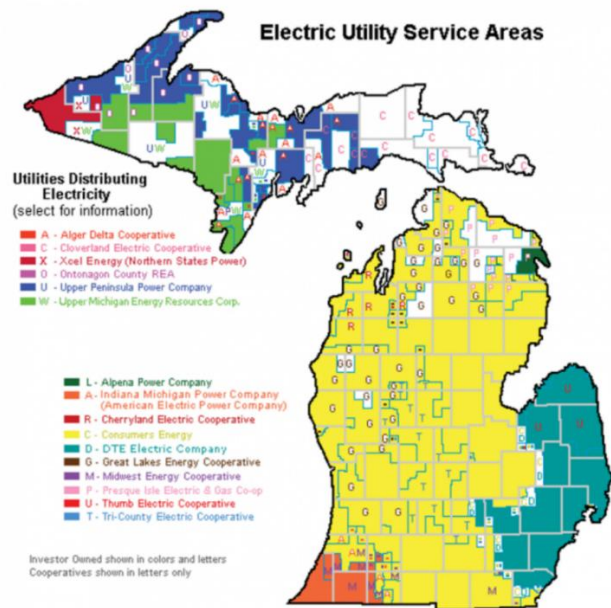 Electric Utility Service Areas
Utilities Distributing
Electricity
(select for information)
A - Alger Delta Cooperative
C - Cloverland Electric Cooperative
X - Xcel Energy (Northern States Power)
O - Ontonagon County REA
U - Upper Peninsula Power Company
W - Upper Michigan Energy Resources Corp.
L - Alpena Power Company
A - Indiana Michigan Power Company
(American Electric Power Company)
R - Cherryland Electric Cooperative
C - Consumers Energy
D - DTE Electric Company
G - Great Lakes Energy Cooperative
M - Midwest Energy Cooperative
P - Presque Isle Electric & Gas Co-op
U - Thumb Electric Cooperative
T - Tri-County Electric Cooperative
Investor Owned shown in colors and letters
Cooperatives shown in letters only